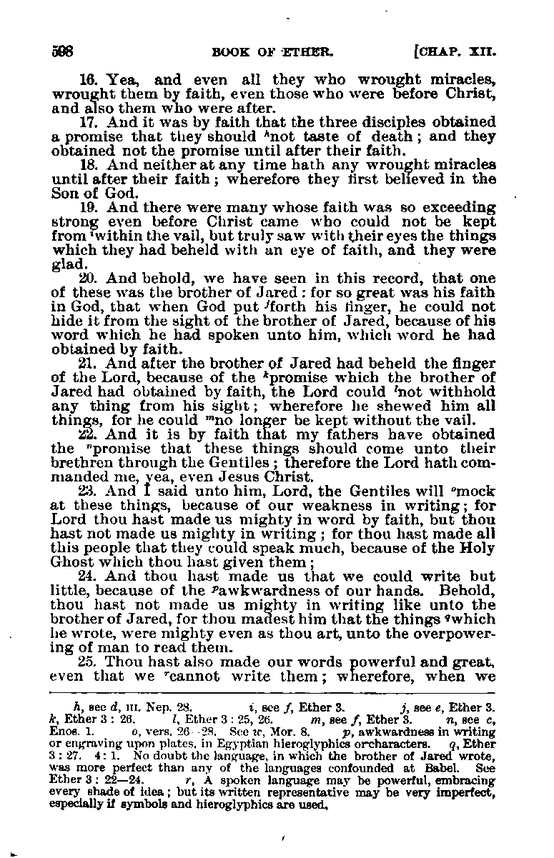 598 BOOK OF ETHER. [CHAP. XII.
16. Yea, and even all they who wrought miracles,
wrought them by faith, even those who were before Christ,
and also them who were after.
17. And it was by faith that the three disciples obtained
a promise that they should ʰnot taste of death; and they
obtained not the promise until after their faith.
18. And neither at any time hath any wrought miracles
until after their faith; wherefore they first believed in the
Son of God.
19. And there were many whose faith was so exceeding
strong even before Christ came who could not be kept
from ⁱwithin the vail, but truly saw with their eyes the things
which they had beheld with an eye of faith, and they were
glad.
20. And behold, we have seen in this record, that one
of these was the brother of Jared: for so great was his faith
in God, that when God put ʲforth his finger, he could not
hide it from the sight of the brother of Jared, because of his
word which he had spoken unto him, which word he had
obtained by faith.
21. And after the brother of Jared had beheld the finger
of the Lord, because of the ᵏpromise which the brother of
Jared had obtained by faith, the Lord could ˡnot withhold
any thing from his sight; wherefore he shewed him all
things, for he could ᵐno longer be kept without the vail.
22. And it is by faith that my fathers have obtained
the ⁿpromise that these things should come unto their
brethren through the Gentiles; therefore the Lord hath com-
manded me, yea, even Jesus Christ.
23. And I said unto him, Lord, the Gentiles will ᵒmock
at these things, because of our weakness in writing; for
Lord thou hast made us mighty in word by faith, but thou
hast not made us mighty in writing; for thou hast made all
this people that they could speak much, because of the Holy
Ghost which thou hast given them;
24. And thou hast made us that we could write but
little, because of the ᵖawkwardness of our hands. Behold,
thou hast not made us mighty in writing like unto the
brother of Jared, for thou madest him that the things qwhich
he wrote, were mighty even as thou art, unto the overpower-
ing of man to read them.
25. Thou hast also made our words powerful and great,
even that we ʳcannot write them; wherefore, when we
h, see d, III. Nep. 28. i, see f, Ether 3. j, see e, Ether 3.
k, Ether 3: 26. l, Ether 3: 25, 26. m, see f, Ether 3. n, see c,
Enos. 1. o, vers. 26—28. See w, Mor. 8. p, awkwardness in writing
or engraving upon plates, in Egyptian hieroglyphics or characters. q, Ether
3: 27. 4: 1. No doubt the language, in which the brother of Jared wrote,
was more perfect than any of the languages confounded at Babel. See
Ether 3: 22—24. r, A spoken language may be powerful, embracing
every shade of idea; but its written representative may be very imperfect,
especially if symbols and hieroglyphics are used.